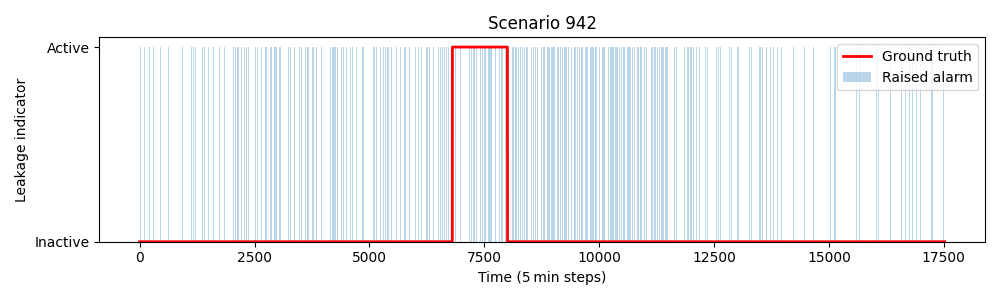 Scenario 942
Leakage indicator
Active
Inactive
Ground truth
Raised alarm
0 2500 5000 7500 10000 12500 15000 17500
Time (5 min steps)